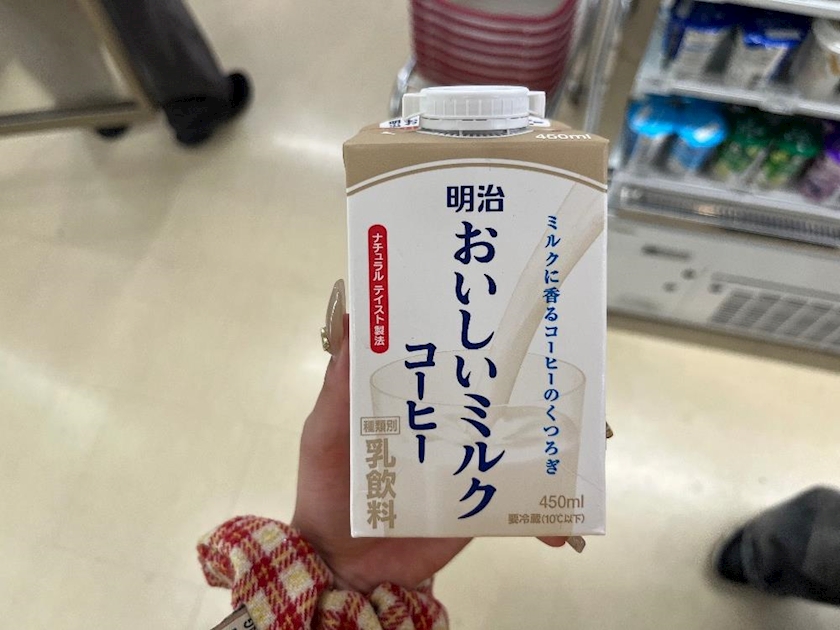 450ml
明治
おいしいミルク
コーヒー
ミルクに香るコーヒーのくつろぎ
ナチュラル テイスト製法
種類別
乳飲料
450ml
要冷蔵(10℃以下)